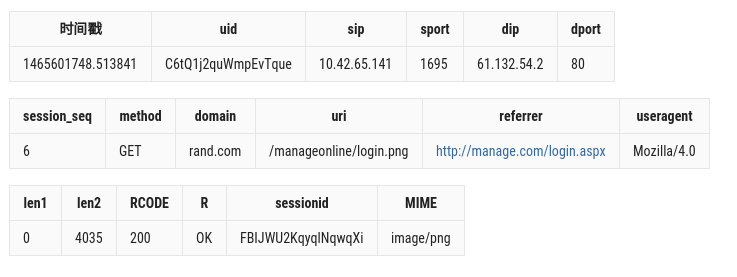 时间戳 uid sip sport dip dport
1465601748.513841 C6tQ1j2quWmpEvTque 10.42.65.141 1695 61.132.54.2 80
session_seq method domain uri referrer useragent
6 GET rand.com /manageonline/login.png http://manage.com/login.aspx Mozilla/4.0
len1 len2 RCODE R sessionid MIME
0 4035 200 OK FBIJWU2KqyqlNqwqXi image/png